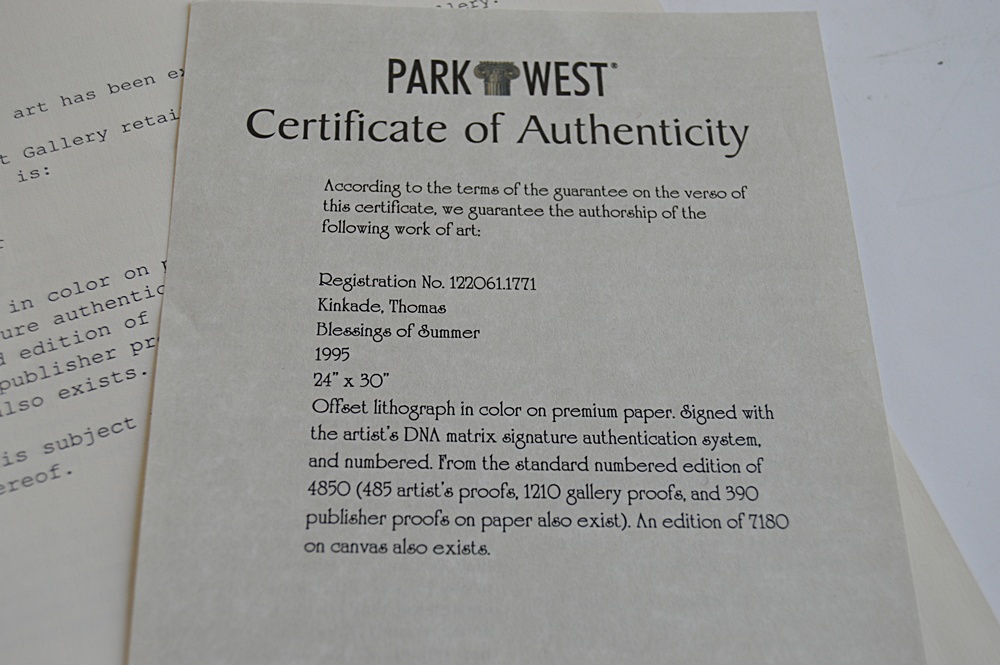 llery.
art has been
t Gallery retai
is:
in color on
ure authentic
edition of
publisher pr
lso exists.
is subject
ereof.
PARK WEST®
Certificate of Authenticity
According to the terms of the guarantee on the verso of
this certificate, we guarantee the authorship of the
following work of art:
Registration No. 122061.1771
Kinkade, Thomas
Blessings of Summer
1995
24" x 30"
Offset lithograph in color on premium paper. Signed with
the artist's DNA matrix signature authentication system,
and numbered. From the standard numbered edition of
4850 (485 artist's proofs, 1210 gallery proofs, and 390
publisher proofs on paper also exist). An edition of 7180
on canvas also exists.